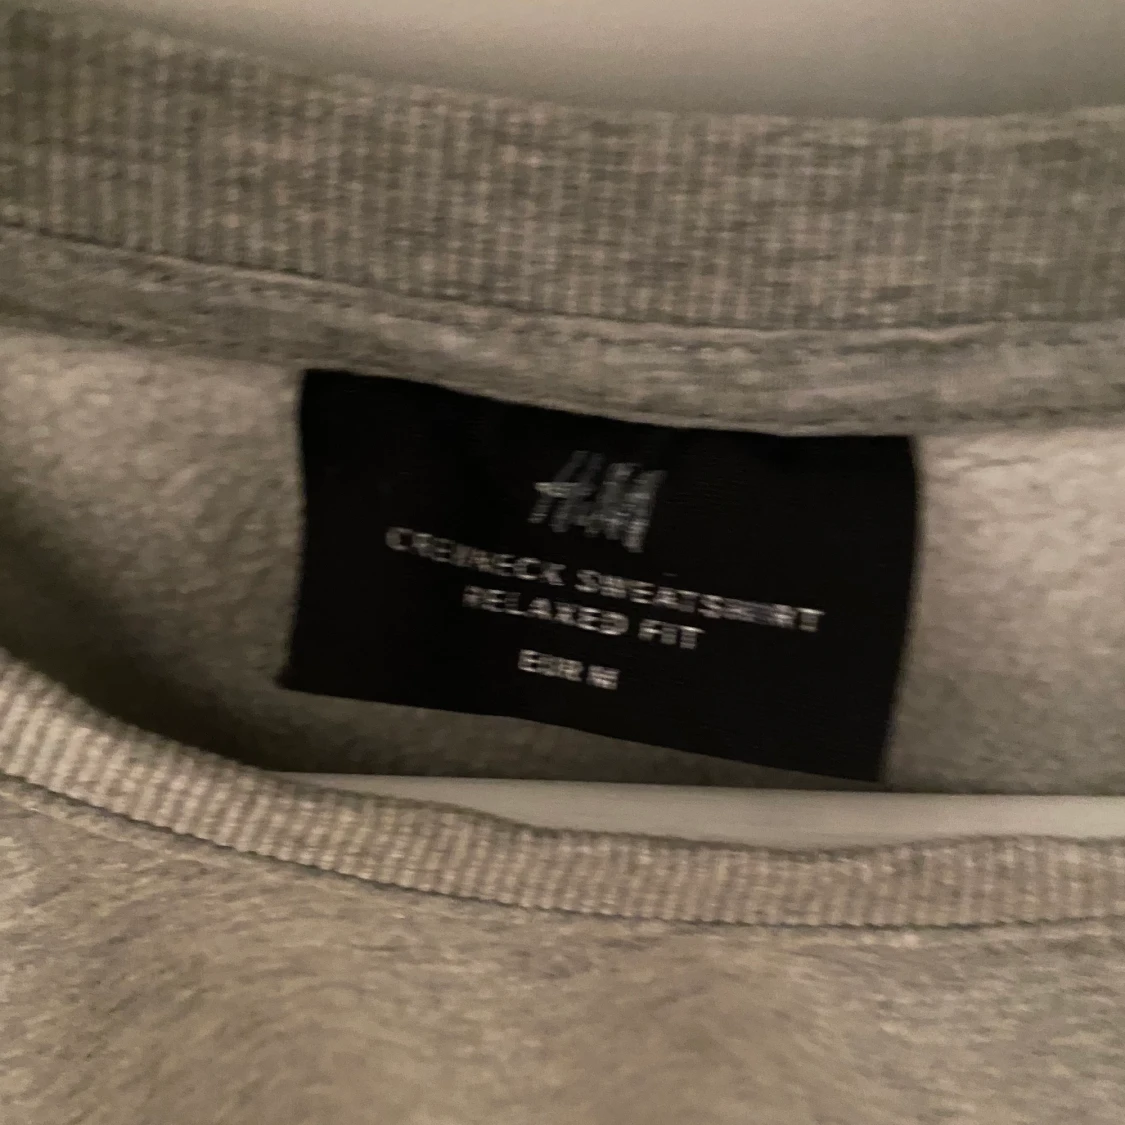 H&M
CREWNECK SWEATSHIRT
RELAXED FIT
EUR M